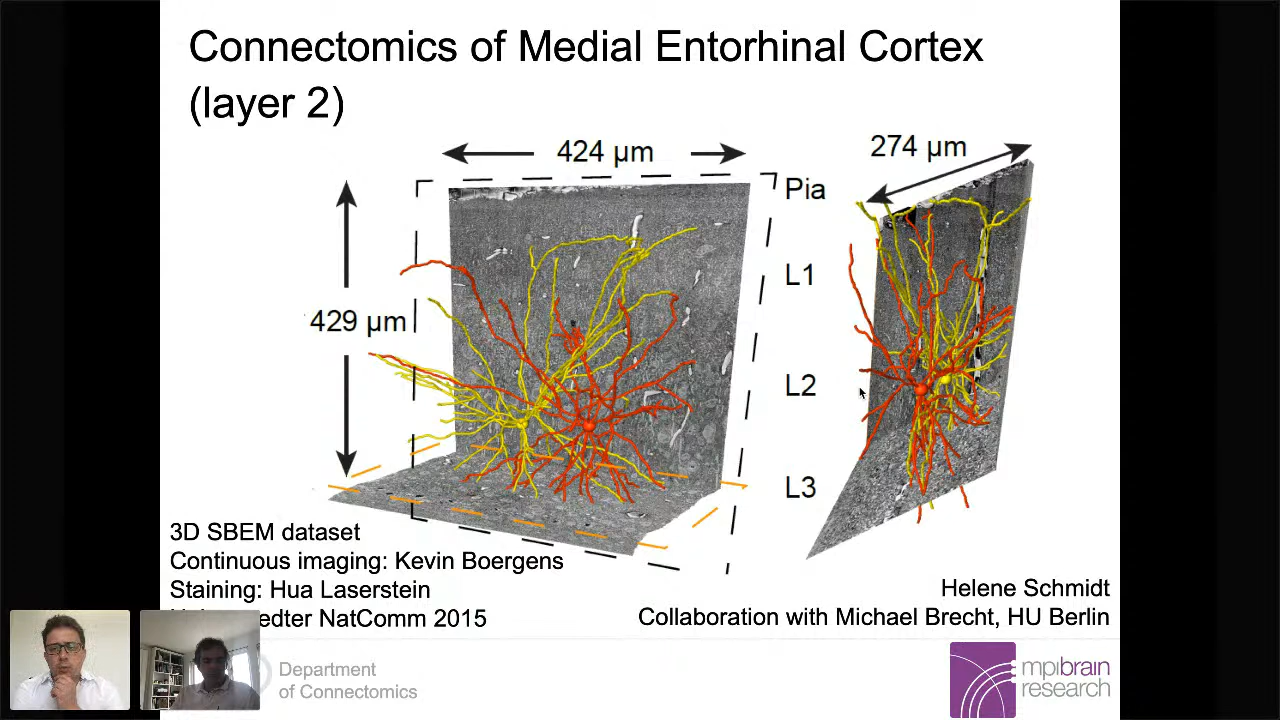 Connectomics of Medial Entorhinal Cortex
(layer 2)
424 µm
274 µm
Pia
L1
429 µm
L2
L3
3D SBEM dataset
Continuous imaging: Kevin Boergens
Staining: Hua Laserstein
edter NatComm 2015
Helene Schmidt
Collaboration with Michael Brecht, HU Berlin
Department
of Connectomics
mpibrain
research